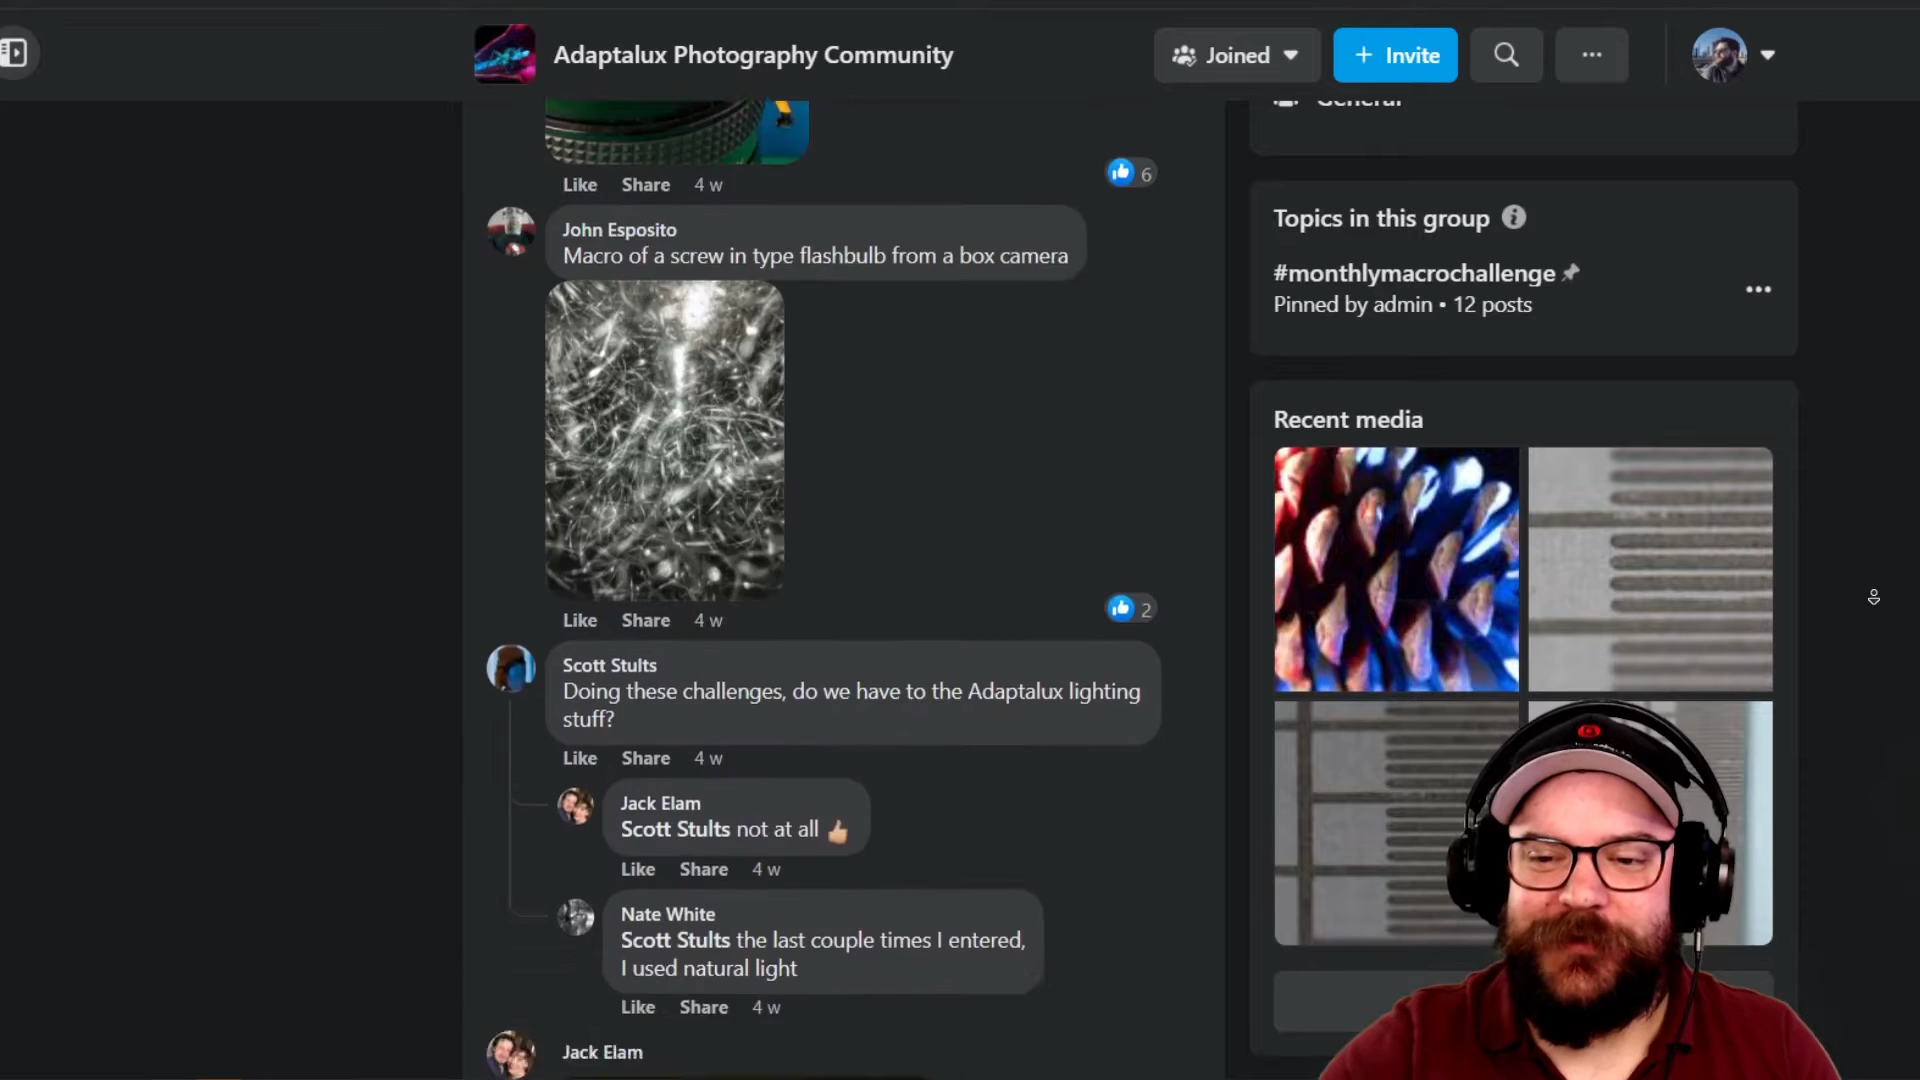 Adaptalux Photography Community
Joined
+ Invite
General
Like Share 4 w
6
John Esposito
Macro of a screw in type flashbulb from a box camera
Like Share 4 w
2
Scott Stults
Doing these challenges, do we have to the Adaptalux lighting
stuff?
Like Share 4 w
Jack Elam
Scott Stults not at all 👍🏼
Like Share 4 w
Nate White
Scott Stults the last couple times I entered,
I used natural light
Like Share 4 w
Jack Elam
Topics in this group
#monthlymacrochallenge
Pinned by admin • 12 posts
Recent media